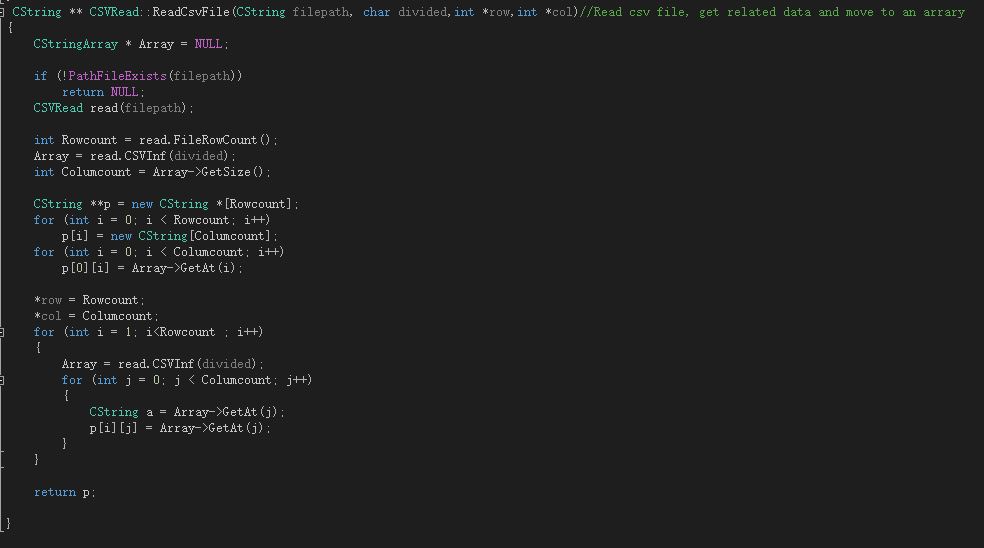 CString ** CSVRead::ReadCsvFile(CString filepath, char divided,int *row,int *col)//Read csv file, get related data and move to an arrary
{
CStringArray * Array = NULL;
if (!PathFileExists(filepath))
return NULL;
CSVRead read(filepath);
int Rowcount = read.FileRowCount();
Array = read.CSVInf(divided);
int Columcount = Array->GetSize();
CString **p = new CString *[Rowcount];
for (int i = 0; i < Rowcount; i++)
p[i] = new CString[Columcount];
for (int i = 0; i < Columcount; i++)
p[0][i] = Array->GetAt(i);
*row = Rowcount;
*col = Columcount;
for (int i = 1; i<Rowcount ; i++)
{
Array = read.CSVInf(divided);
for (int j = 0; j < Columcount; j++)
{
CString a = Array->GetAt(j);
p[i][j] = Array->GetAt(j);
}
}
return p;
}